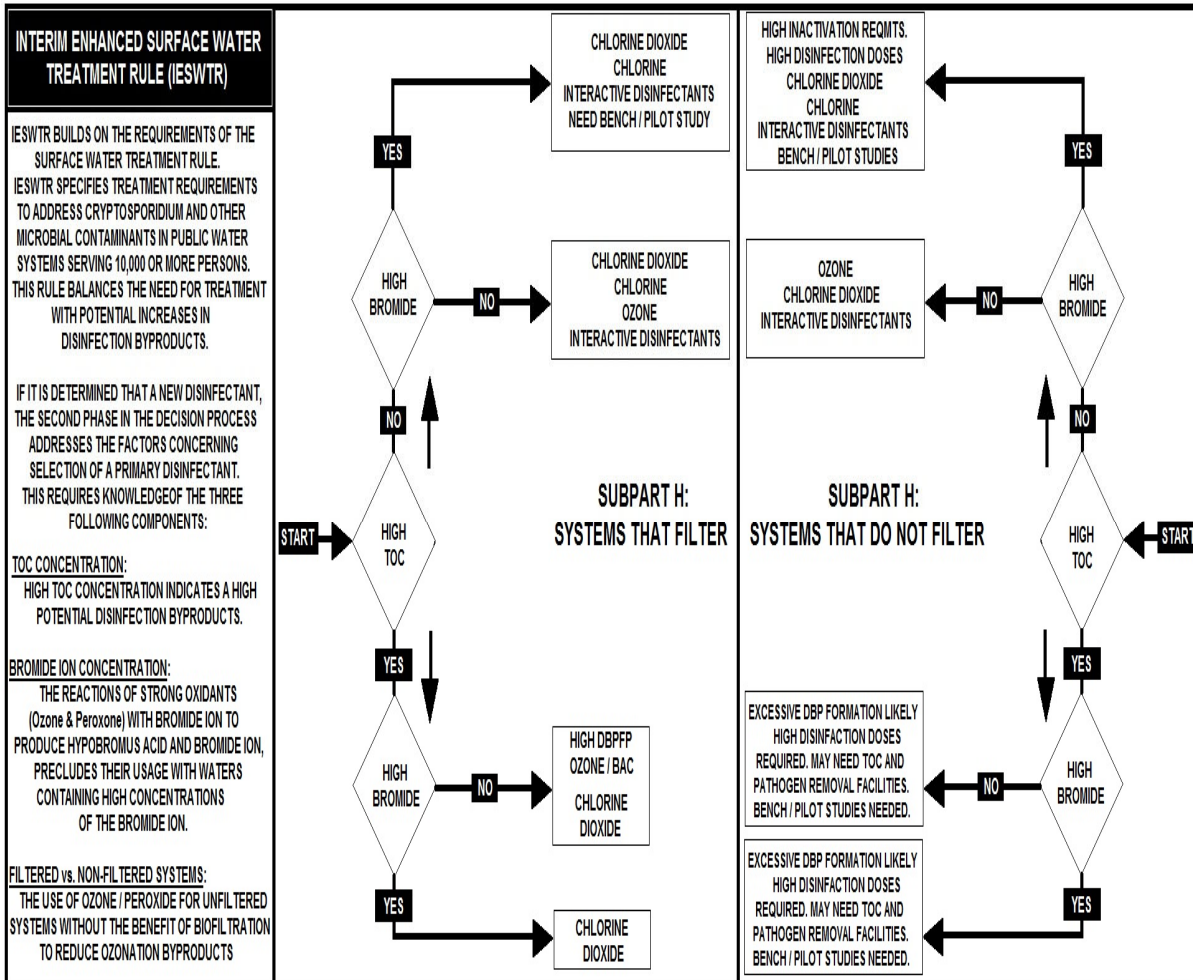 INTERIM ENHANCED SURFACE WATER
TREATMENT RULE (IESWTR)
IESWTR BUILDS ON THE REQUIREMENTS OF THE
SURFACE WATER TREATMENT RULE.
IESWTR SPECIFIES TREATMENT REQUIREMENTS
TO ADDRESS CRYPTOSPORIDIUM AND OTHER
MICROBIAL CONTAMINANTS IN PUBLIC WATER
SYSTEMS SERVING 10,000 OR MORE PERSONS.
THIS RULE BALANCES THE NEED FOR TREATMENT
WITH POTENTIAL INCREASES IN
DISINFECTION BYPRODUCTS.
IF IT IS DETERMINED THAT A NEW DISINFECTANT,
THE SECOND PHASE IN THE DECISION PROCESS
ADDRESSES THE FACTORS CONCERNING
SELECTION OF A PRIMARY DISINFECTANT.
THIS REQUIRES KNOWLEDGEOF THE THREE
FOLLOWING COMPONENTS:
TOC CONCENTRATION:
HIGH TOC CONCENTRATION INDICATES A HIGH
POTENTIAL DISINFECTION BYPRODUCTS.
BROMIDE ION CONCENTRATION:
THE REACTIONS OF STRONG OXIDANTS
(Ozone & Peroxone) WITH BROMIDE ION TO
PRODUCE HYPOBROMUS ACID AND BROMIDE ION,
PRECLUDES THEIR USAGE WITH WATERS
CONTAINING HIGH CONCENTRATIONS
OF THE BROMIDE ION.
FILTERED vs. NON-FILTERED SYSTEMS:
THE USE OF OZONE / PEROXIDE FOR UNFILTERED
SYSTEMS WITHOUT THE BENEFIT OF BIOFILTRATION
TO REDUCE OZONATION BYPRODUCTS
CHLORINE DIOXIDE
CHLORINE
INTERACTIVE DISINFECTANTS
NEED BENCH / PILOT STUDY
YES
HIGH
BROMIDE
NO
CHLORINE DIOXIDE
CHLORINE
OZONE
INTERACTIVE DISINFECTANTS
NO
START
HIGH
TOC
SUBPART H:
SYSTEMS THAT FILTER
YES
HIGH
BROMIDE
NO
HIGH DBPFP
OZONE / BAC
CHLORINE
DIOXIDE
YES
CHLORINE
DIOXIDE
HIGH INACTIVATION REQMTS.
HIGH DISINFECTION DOSES
CHLORINE DIOXIDE
CHLORINE
INTERACTIVE DISINFECTANTS
BENCH / PILOT STUDIES
YES
OZONE
CHLORINE DIOXIDE
INTERACTIVE DISINFECTANTS
NO
HIGH
BROMIDE
NO
SUBPART H:
SYSTEMS THAT DO NOT FILTER
HIGH
TOC
START
YES
EXCESSIVE DBP FORMATION LIKELY
HIGH DISINFACTION DOSES
REQUIRED. MAY NEED TOC AND
PATHOGEN REMOVAL FACILITIES.
BENCH / PILOT STUDIES NEEDED.
NO
HIGH
BROMIDE
EXCESSIVE DBP FORMATION LIKELY
HIGH DISINFACTION DOSES
REQUIRED. MAY NEED TOC AND
PATHOGEN REMOVAL FACILITIES.
BENCH / PILOT STUDIES NEEDED.
YES